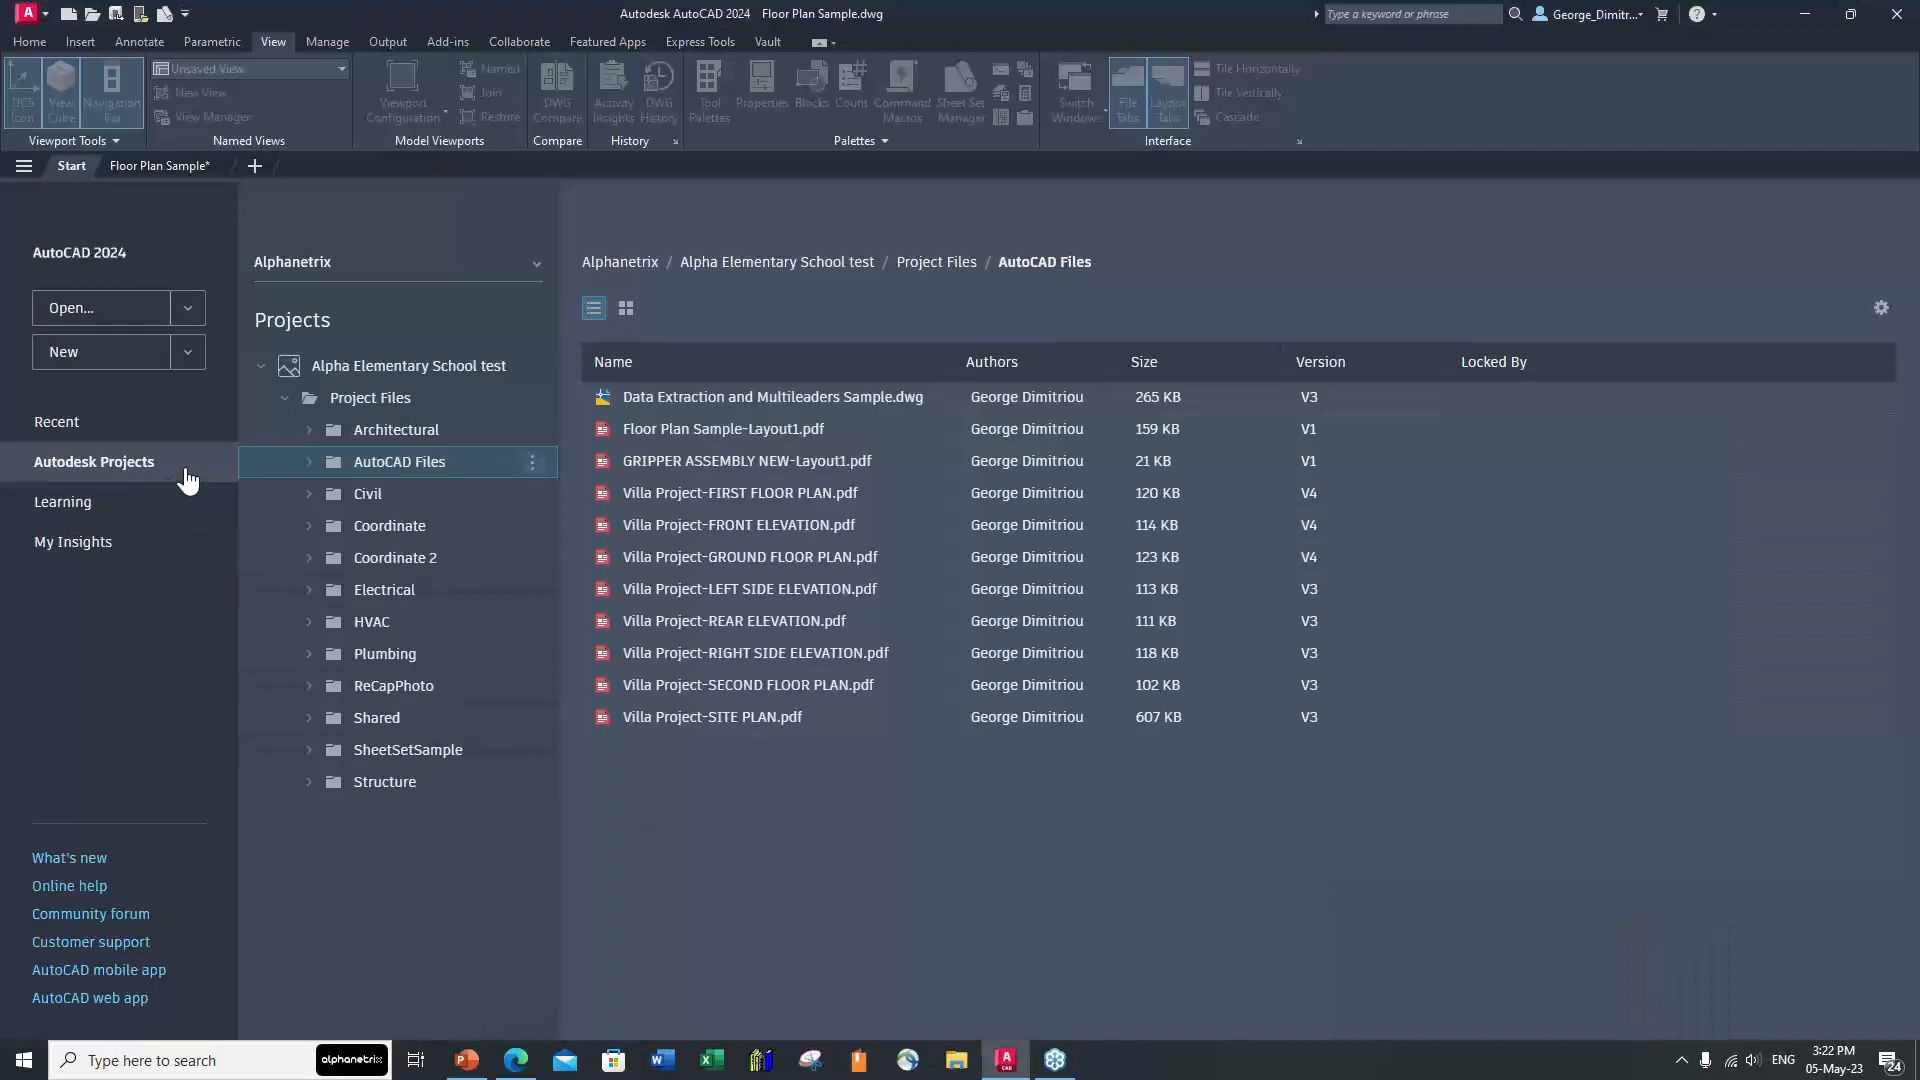 Autodesk AutoCAD 2024 Floor Plan Sample.dwg
Type a keyword or phrase
George_Dimitr...
Home Insert Annotate Parametric View Manage Output Add-ins Collaborate Featured Apps Express Tools Vault
UCS Icon
View Cube
Navigation Bar
Unsaved View
New View
View Manager
Viewport Configuration
Named
Join
Restore
DWG Compare
Activity Insights
DWG History
Tool Palettes
Properties
Blocks
Count
Command Macros
Sheet Set Manager
Switch Windows
File Tabs
Layout Tabs
Tile Horizontally
Tile Vertically
Cascade
Viewport Tools Named Views Model Viewports Compare History Palettes Interface
Start Floor Plan Sample*
AutoCAD 2024
Open...
New
Recent
Autodesk Projects
Learning
My Insights
What's new
Online help
Community forum
Customer support
AutoCAD mobile app
AutoCAD web app
Alphanetrix
Projects
Alpha Elementary School test
Project Files
Architectural
AutoCAD Files
Civil
Coordinate
Coordinate 2
Electrical
HVAC
Plumbing
ReCapPhoto
Shared
SheetSetSample
Structure
Alphanetrix / Alpha Elementary School test / Project Files / AutoCAD Files
Name Authors Size Version Locked By
Data Extraction and Multileaders Sample.dwg George Dimitriou 265 KB V3
Floor Plan Sample-Layout1.pdf George Dimitriou 159 KB V1
GRIPPER ASSEMBLY NEW-Layout1.pdf George Dimitriou 21 KB V1
Villa Project-FIRST FLOOR PLAN.pdf George Dimitriou 120 KB V4
Villa Project-FRONT ELEVATION.pdf George Dimitriou 114 KB V4
Villa Project-GROUND FLOOR PLAN.pdf George Dimitriou 123 KB V4
Villa Project-LEFT SIDE ELEVATION.pdf George Dimitriou 113 KB V3
Villa Project-REAR ELEVATION.pdf George Dimitriou 111 KB V3
Villa Project-RIGHT SIDE ELEVATION.pdf George Dimitriou 118 KB V3
Villa Project-SECOND FLOOR PLAN.pdf George Dimitriou 102 KB V3
Villa Project-SITE PLAN.pdf George Dimitriou 607 KB V3
Type here to search
alphanetrix
ENG
3:22 PM
05-May-23
24